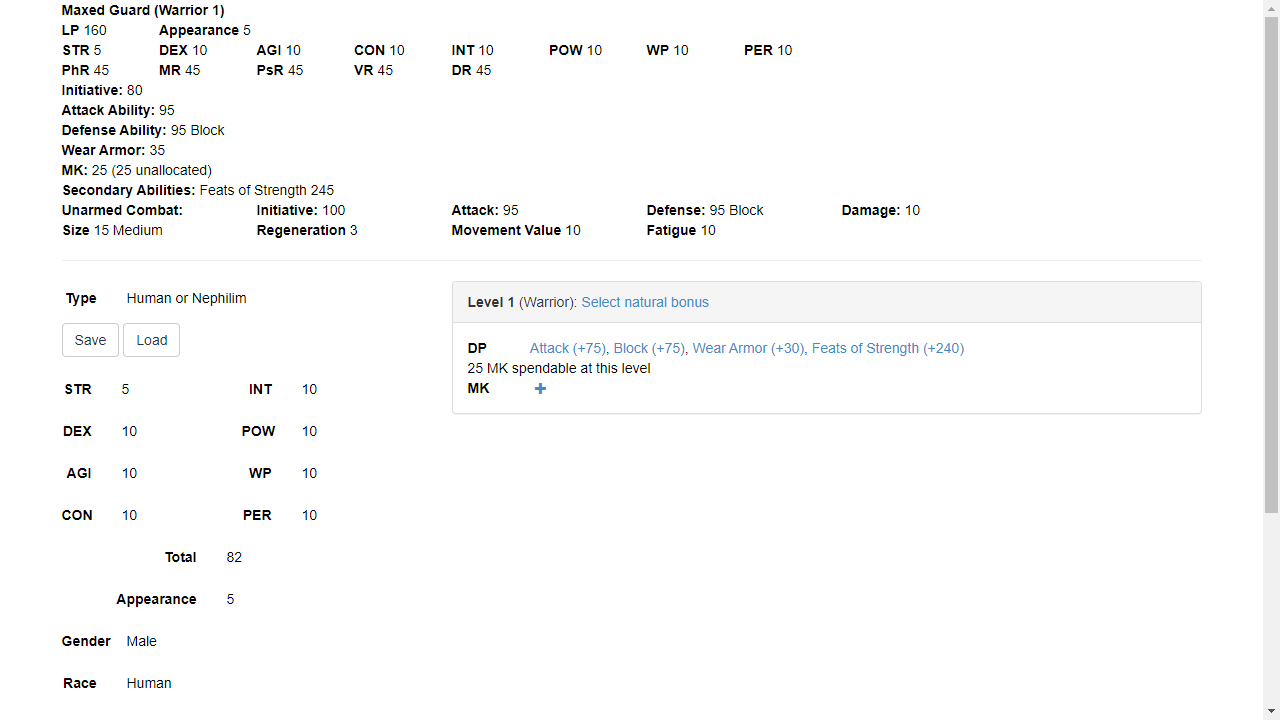 Maxed Guard (Warrior 1)
LP 160 Appearance 5
STR 5 DEX 10 AGI 10 CON 10 INT 10 POW 10 WP 10 PER 10
PhR 45 MR 45 PsR 45 VR 45 DR 45
Initiative: 80
Attack Ability: 95
Defense Ability: 95 Block
Wear Armor: 35
MK: 25 (25 unallocated)
Secondary Abilities: Feats of Strength 245
Unarmed Combat: Initiative: 100 Attack: 95 Defense: 95 Block Damage: 10
Size 15 Medium Regeneration 3 Movement Value 10 Fatigue 10
Type Human or Nephilim
Save Load
STR 5 INT 10
DEX 10 POW 10
AGI 10 WP 10
CON 10 PER 10
Total 82
Appearance 5
Gender Male
Race Human
Level 1 (Warrior): Select natural bonus
DP Attack (+75), Block (+75), Wear Armor (+30), Feats of Strength (+240)
25 MK spendable at this level
MK +